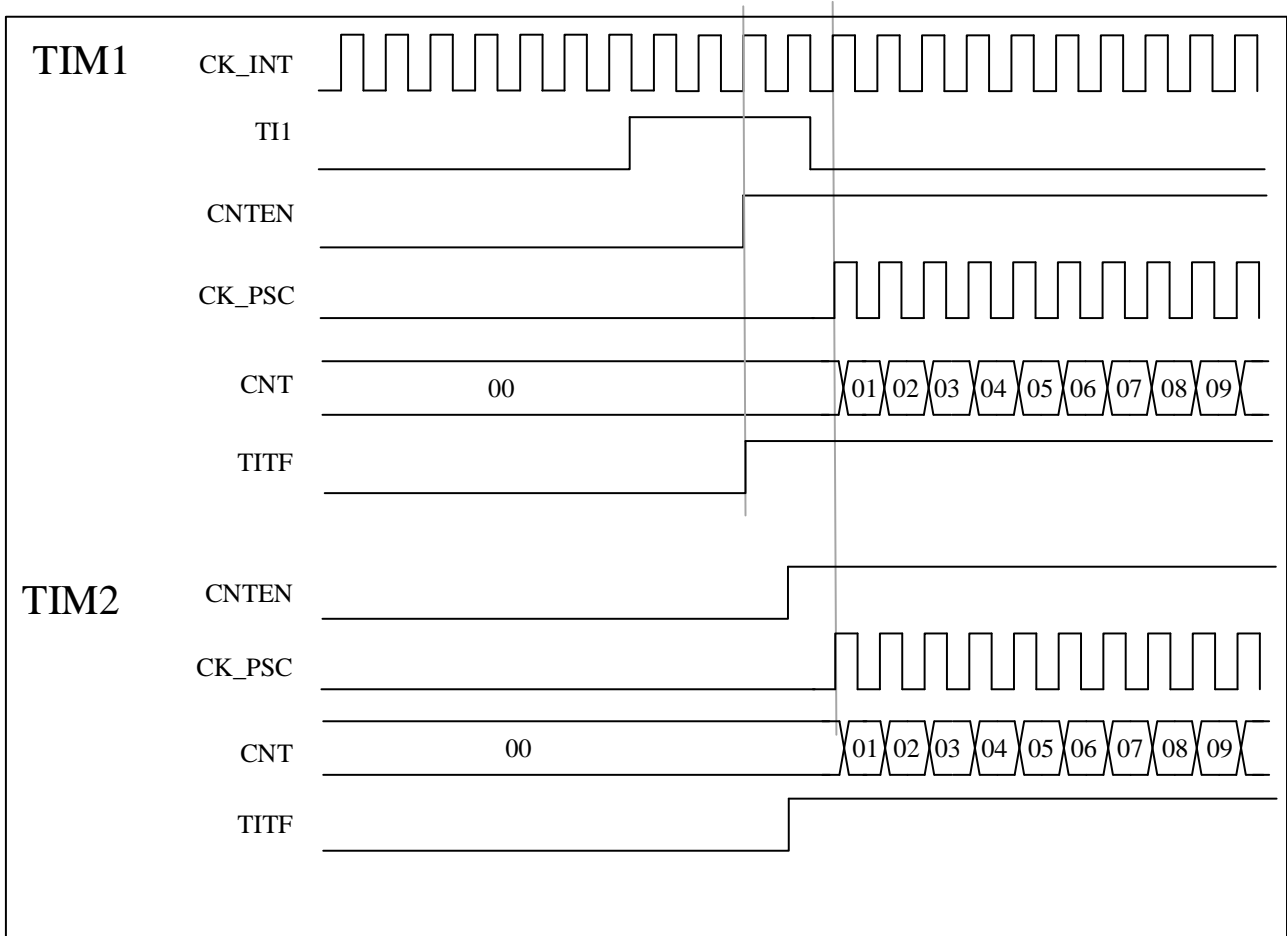 TIM1
CK_INT
TI1
CNTEN
CK_PSC
CNT 00 01 02 03 04 05 06 07 08 09
TITF
TIM2
CNTEN
CK_PSC
CNT 00 01 02 03 04 05 06 07 08 09
TITF